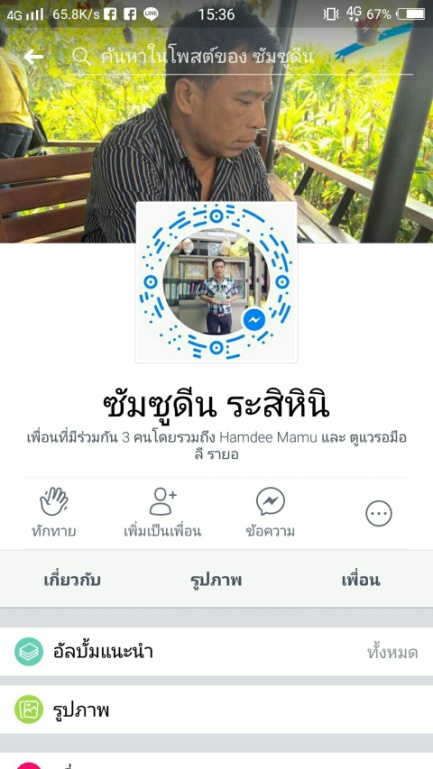 4G 65.8K/s 15:36 4G 67%
ค้นหาในโพสต์ของ ซัมซูดีน
ซัมซูดีน ระสิหินิ
เพื่อนที่มีร่วมกัน 3 คนโดยรวมถึง Hamdee Mamu และ ตูแวรอมือ
ลี รายอ
ทักทาย เพิ่มเป็นเพื่อน ข้อความ
เกี่ยวกับ รูปภาพ เพื่อน
อัลบั้มแนะนำ ทั้งหมด
รูปภาพ